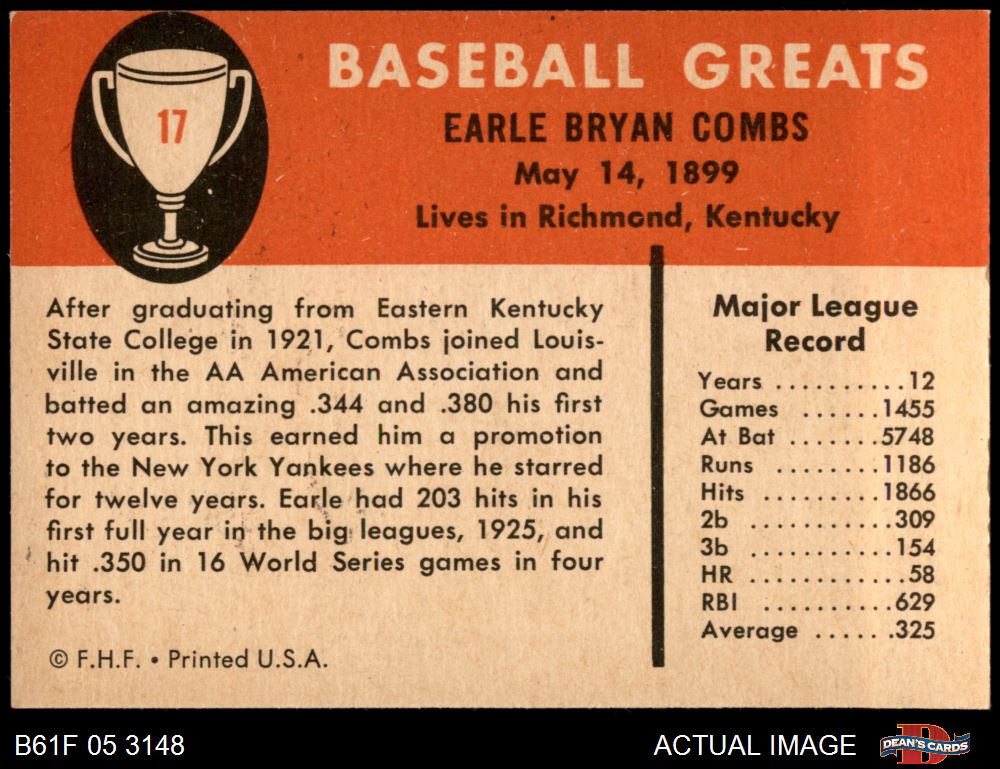 17
BASEBALL GREATS
EARLE BRYAN COMBS
May 14, 1899
Lives in Richmond, Kentucky
After graduating from Eastern Kentucky
State College in 1921, Combs joined Louis-
ville in the AA American Association and
batted an amazing .344 and .380 his first
two years. This earned him a promotion
to the New York Yankees where he starred
for twelve years. Earle had 203 hits in his
first full year in the big leagues, 1925, and
hit .350 in 16 World Series games in four
years.
© F.H.F. • Printed U.S.A.
Major League
Record
Years ..........12
Games ......1455
At Bat .......5748
Runs ........1186
Hits .........1866
2b ...........309
3b ...........154
HR ............58
RBI ..........629
Average ......325
B61F 05 3148
ACTUAL IMAGE
DEAN'S CARDS